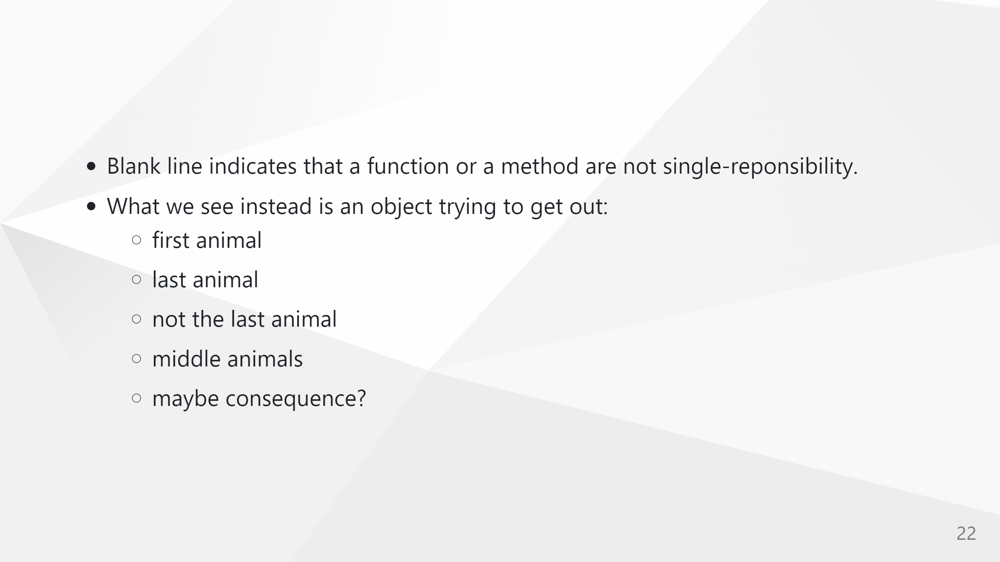 • Blank line indicates that a function or a method are not single-reponsibility.
• What we see instead is an object trying to get out:
○ first animal
○ last animal
○ not the last animal
○ middle animals
○ maybe consequence?
22